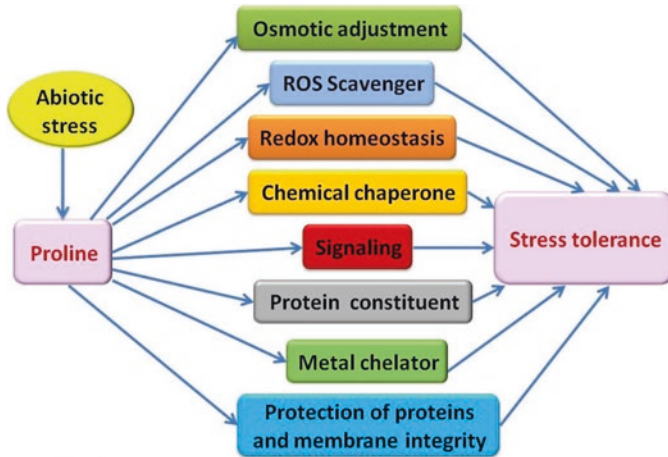 Osmotic adjustment
Abiotic
stress
ROS Scavenger
Redox homeostasis
Chemical chaperone
Proline
Signaling
Stress tolerance
Protein constituent
Metal chelator
Protection of proteins
and membrane integrity